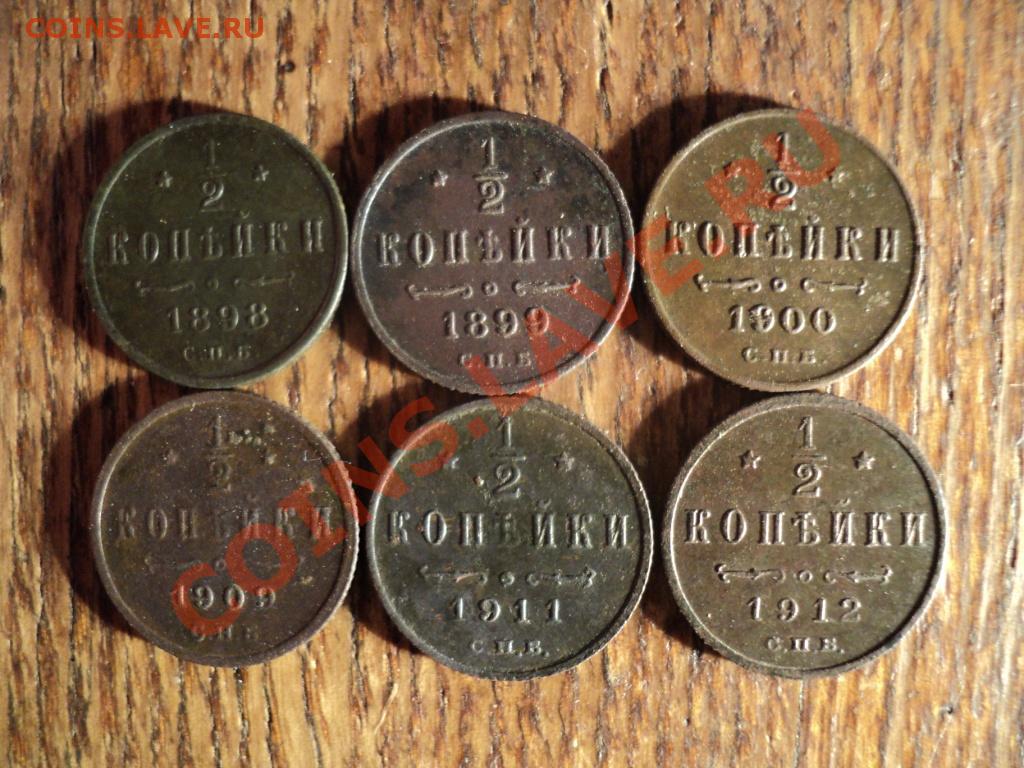 COINS.LAVE.RU
1
2
КОПѢЙКИ
1898
С.П.Б
1
2
КОПѢЙКИ
1899
С.П.Б
1
2
КОПѢЙКИ
1900
С.П.Б.
1
2
КОПѢЙКИ
1909
С.П.Б
1
2
КОПѢЙКИ
1911
С.П.Б.
1
2
КОПѢЙКИ
1912
С.П.Б.
COINS.LAVE.RU